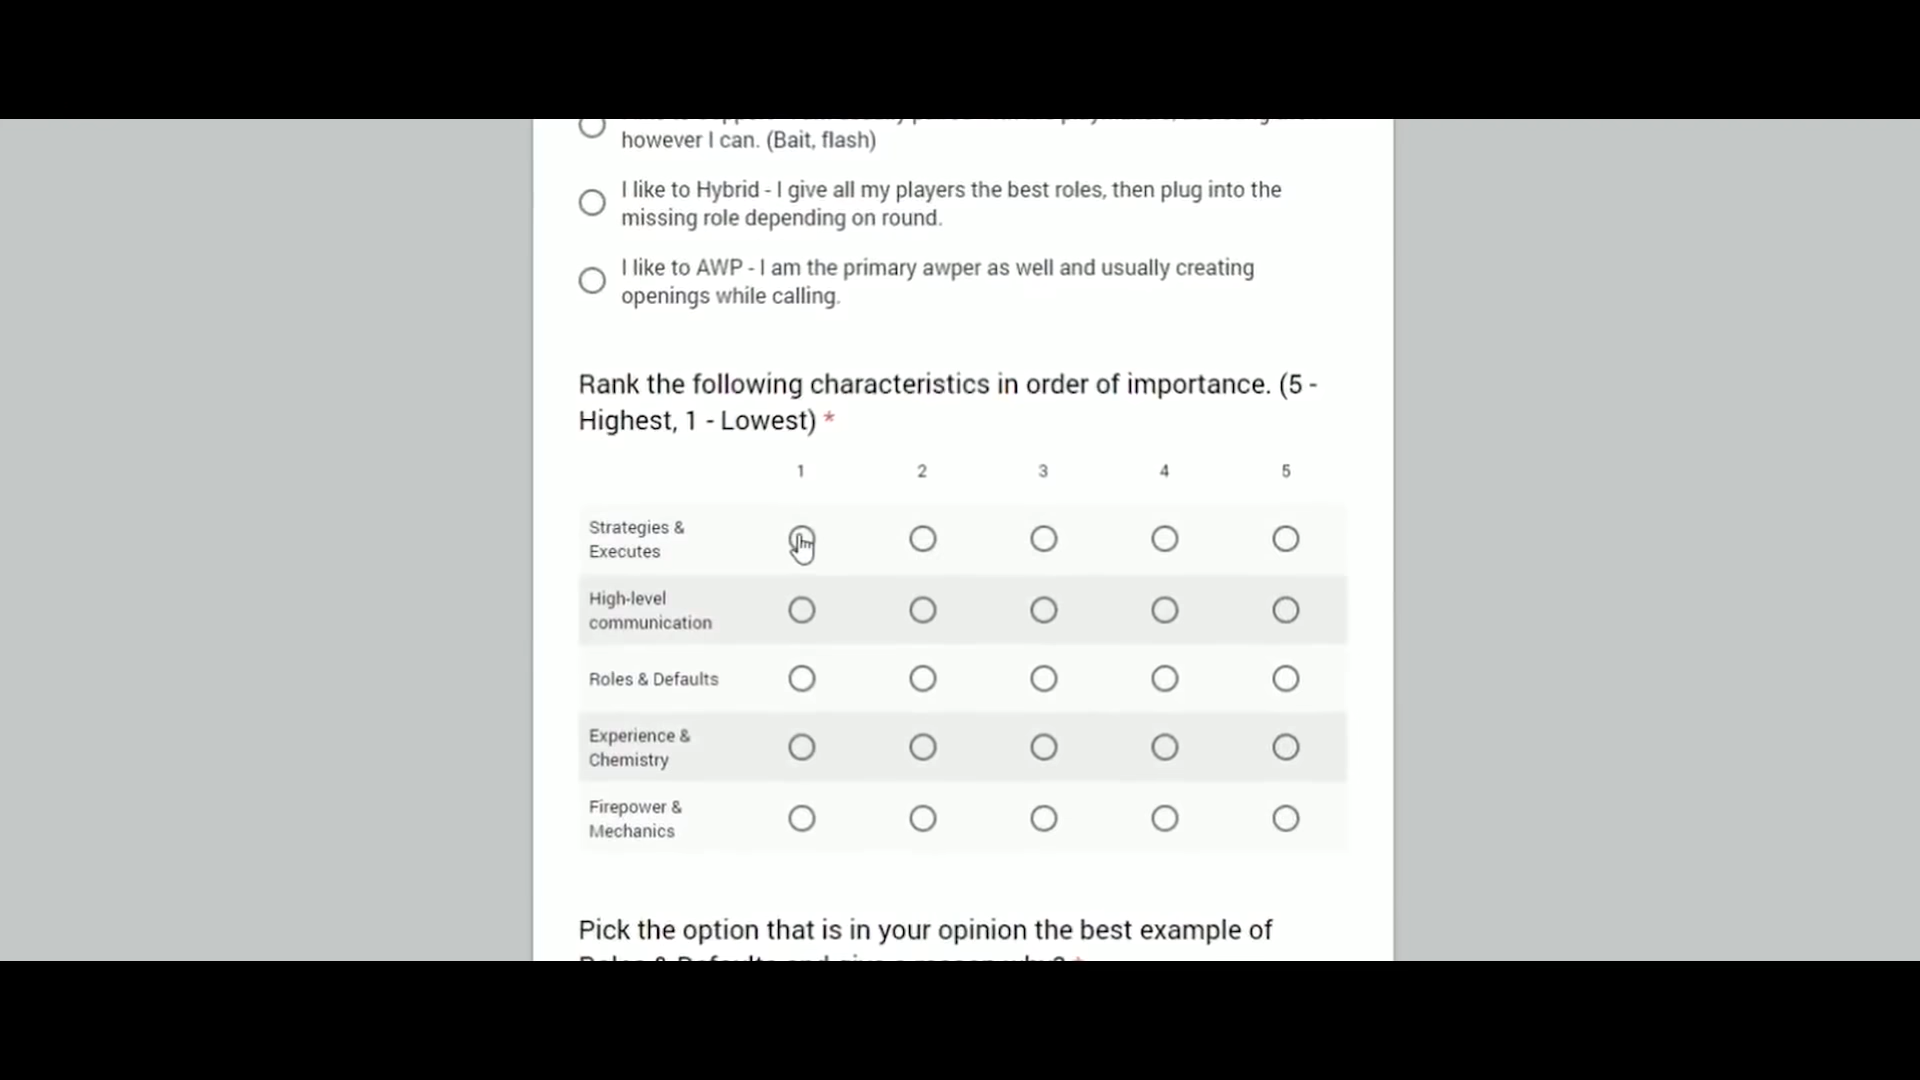 however I can. (Bait, flash)
I like to Hybrid - I give all my players the best roles, then plug into the
missing role depending on round.
I like to AWP - I am the primary awper as well and usually creating
openings while calling.
Rank the following characteristics in order of importance. (5 -
Highest, 1 - Lowest) *
1 2 3 4 5
Strategies &
Executes
High-level
communication
Roles & Defaults
Experience &
Chemistry
Firepower &
Mechanics
Pick the option that is in your opinion the best example of